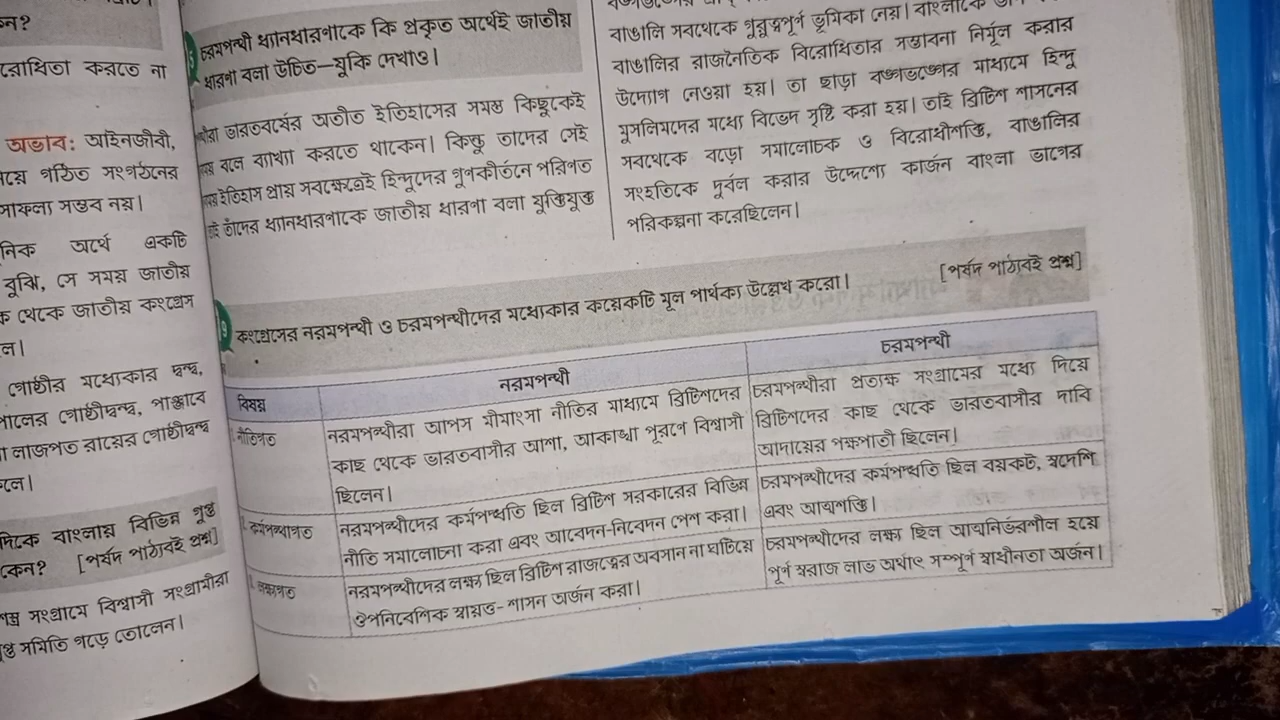 কেন?
রোধিতা করতে না
অভাব: আইনজীবী,
গঠিত সংগঠনের
সাফল্য সম্ভব নয়।
অর্থে একটি
বুঝি, সে সময় জাতীয়
থেকে জাতীয় কংগ্রেস
গোষ্ঠীর মধ্যেকার দ্বন্দ্ব,
গোষ্ঠীদ্বন্দ্ব, পাঞ্জাবে
লাজপত রায়ের গোষ্ঠীদ্বন্দ্ব
দিকে বাংলায় বিভিন্ন গুপ্ত
কেন? [পর্ষদ পাঠ্যবই প্রশ্ন]
সংগ্রামে বিশ্বাসী সংগ্রামীরা
সমিতি গড়ে তোলেন।
চরমপন্থী ধ্যানধারণাকে কি প্রকৃত অর্থেই জাতীয়
ধারণা বলা উচিত—যুক্তি দেখাও।
ভারতবর্ষের অতীত ইতিহাসের সমস্ত কিছুকেই
বলে ব্যাখ্যা করতে থাকেন। কিন্তু তাদের সেই
ইতিহাস প্রায় সবক্ষেত্রেই হিন্দুদের গুণকীর্তনে পরিণত
তাঁদের ধ্যানধারণাকে জাতীয় ধারণা বলা যুক্তিযুক্ত
বাঙালি সবথেকে গুরুত্বপূর্ণ ভূমিকা নেয়। বাংলাকে
বাঙালির রাজনৈতিক বিরোধিতার সম্ভাবনা নির্মূল করার
উদ্যোগ নেওয়া হয়। তা ছাড়া বঙ্গভঙ্গের মাধ্যমে হিন্দু
মুসলিমদের মধ্যে বিভেদ সৃষ্টি করা হয়। তাই ব্রিটিশ শাসনের
সবথেকে বড়ো সমালোচক ও বিরোধীশক্তি, বাঙালির
সংহতিকে দুর্বল করার উদ্দেশ্যে কার্জন বাংলা ভাগের
পরিকল্পনা করেছিলেন।
কংগ্রেসের নরমপন্থী ও চরমপন্থীদের মধ্যেকার কয়েকটি মূল পার্থক্য উল্লেখ করো। [পর্ষদ পাঠ্যবই প্রশ্ন]
বিষয় নরমপন্থী চরমপন্থী
নীতিগত
নরমপন্থীরা আপস মীমাংসা নীতির মাধ্যমে ব্রিটিশদের
কাছ থেকে ভারতবাসীর আশা, আকাঙ্খা পূরণে বিশ্বাসী
ছিলেন।
চরমপন্থীরা প্রত্যক্ষ সংগ্রামের মধ্যে দিয়ে
ব্রিটিশদের কাছ থেকে ভারতবাসীর দাবি
আদায়ের পক্ষপাতী ছিলেন।
কর্মপন্থাগত
নরমপন্থীদের কর্মপদ্ধতি ছিল ব্রিটিশ সরকারের বিভিন্ন
নীতি সমালোচনা করা এবং আবেদন-নিবেদন পেশ করা।
চরমপন্থীদের কর্মপদ্ধতি ছিল বয়কট, স্বদেশি
এবং আত্মশক্তি।
লক্ষ্যগত
নরমপন্থীদের লক্ষ্য ছিল ব্রিটিশ রাজত্বের অবসান না ঘটিয়ে
ঔপনিবেশিক স্বায়ত্ত-শাসন অর্জন করা।
চরমপন্থীদের লক্ষ্য ছিল আত্মনির্ভরশীল হয়ে
পূর্ণ স্বরাজ লাভ অর্থাৎ সম্পূর্ণ স্বাধীনতা অর্জন।